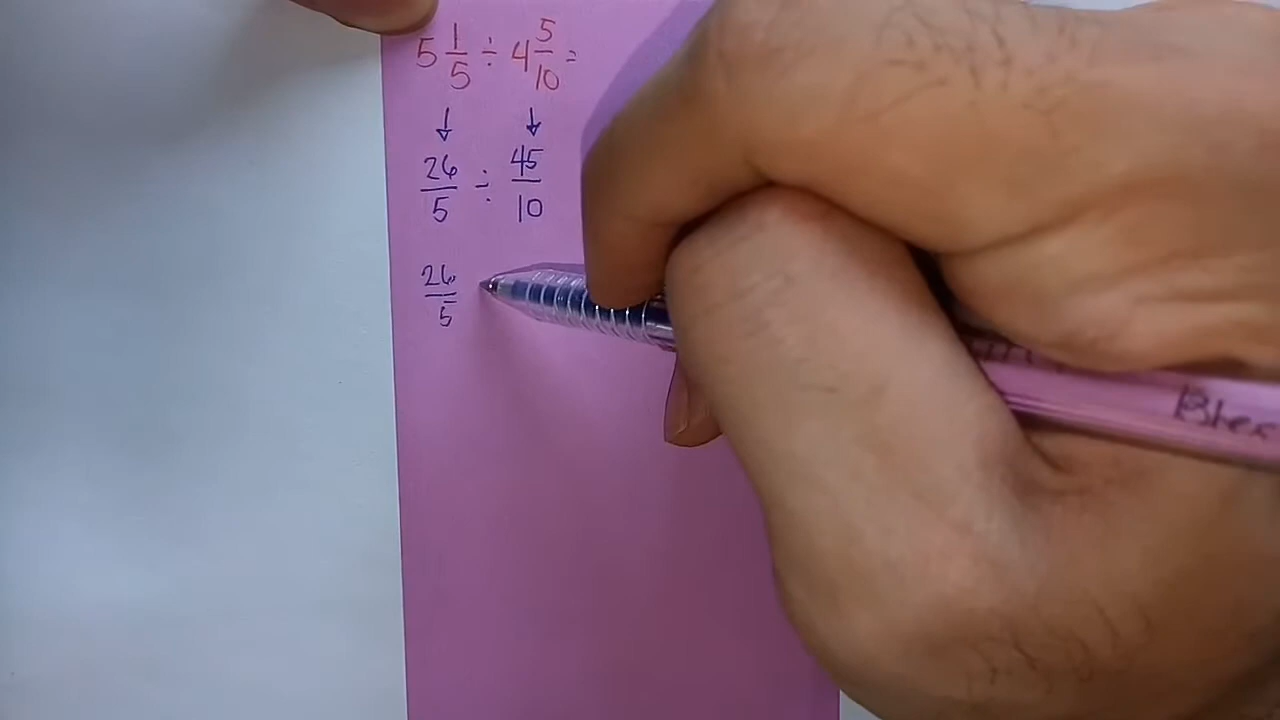 5 1/5 ÷ 4 5/10 =
↓ ↓
26/5 ÷ 45/10
26/5